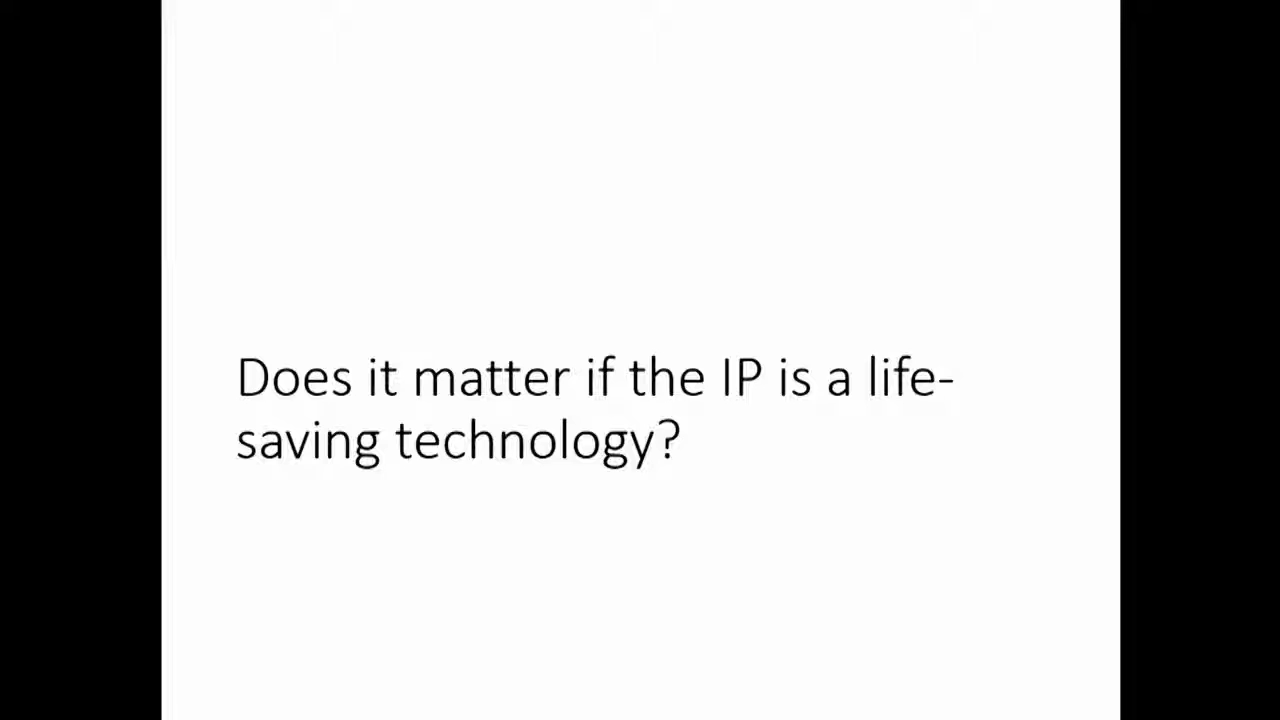 Does it matter if the IP is a life-
saving technology?